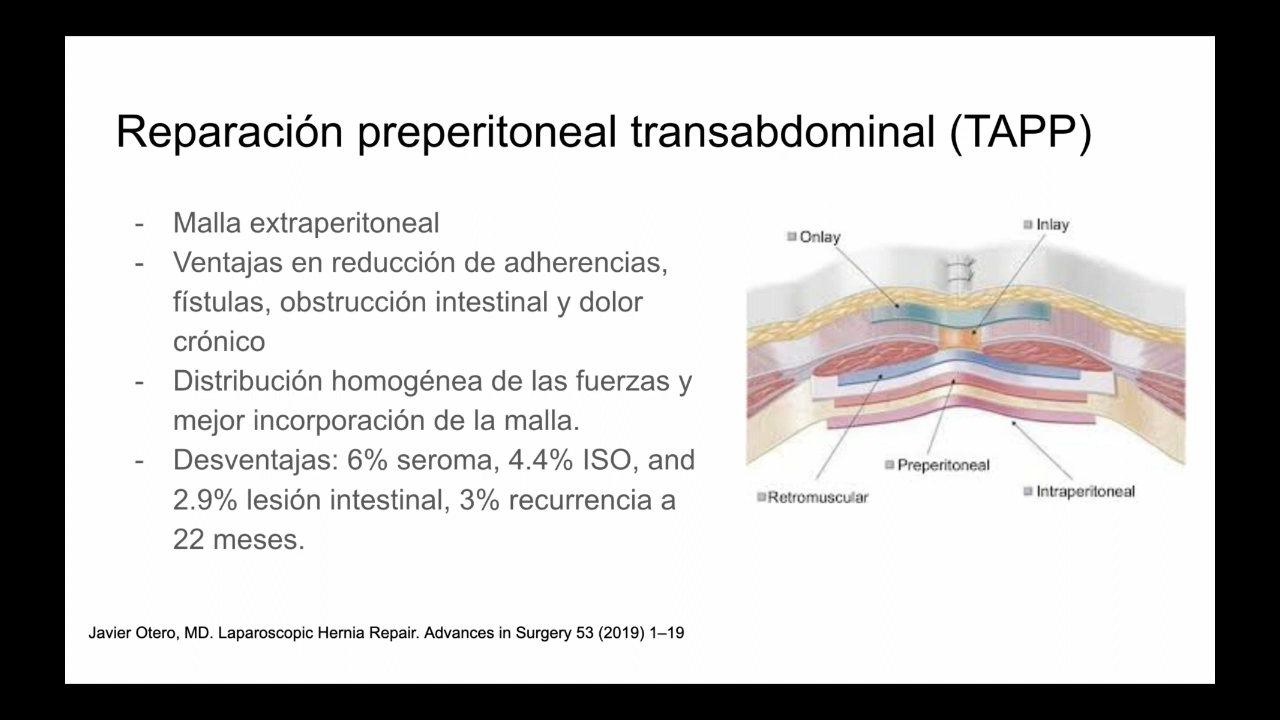 Reparación preperitoneal transabdominal (TAPP)
- Malla extraperitoneal
- Ventajas en reducción de adherencias,
fístulas, obstrucción intestinal y dolor
crónico
- Distribución homogénea de las fuerzas y
mejor incorporación de la malla.
- Desventajas: 6% seroma, 4.4% ISO, and
2.9% lesión intestinal, 3% recurrencia a
22 meses.
Onlay
Inlay
Preperitoneal
Retromuscular
Intraperitoneal
Javier Otero, MD. Laparoscopic Hernia Repair. Advances in Surgery 53 (2019) 1–19